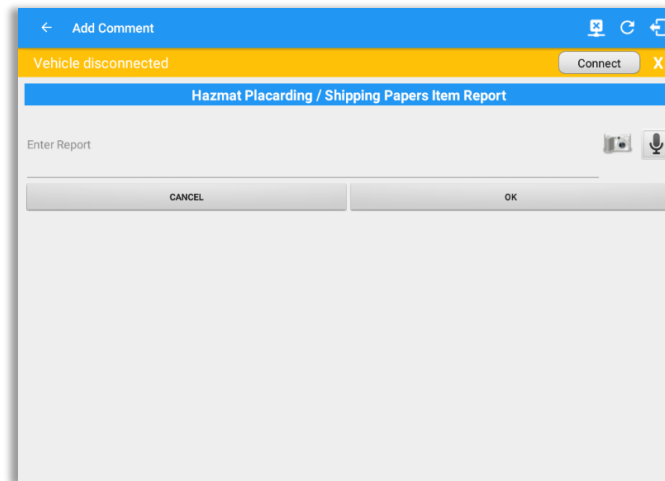 Add Comment
Vehicle disconnected
Connect
X
Hazmat Placarding / Shipping Papers Item Report
Enter Report
CANCEL
OK